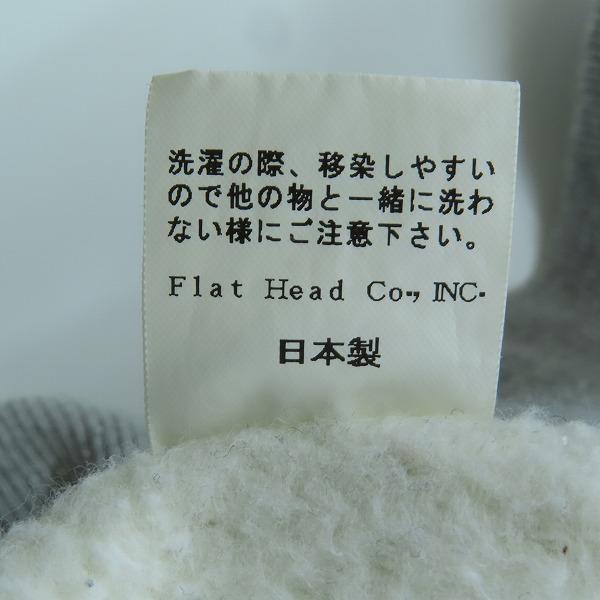 洗濯の際、移染しやすい
ので他の物と一緒に洗わ
ない様にご注意下さい。
Flat Head Co., INC.
日本製